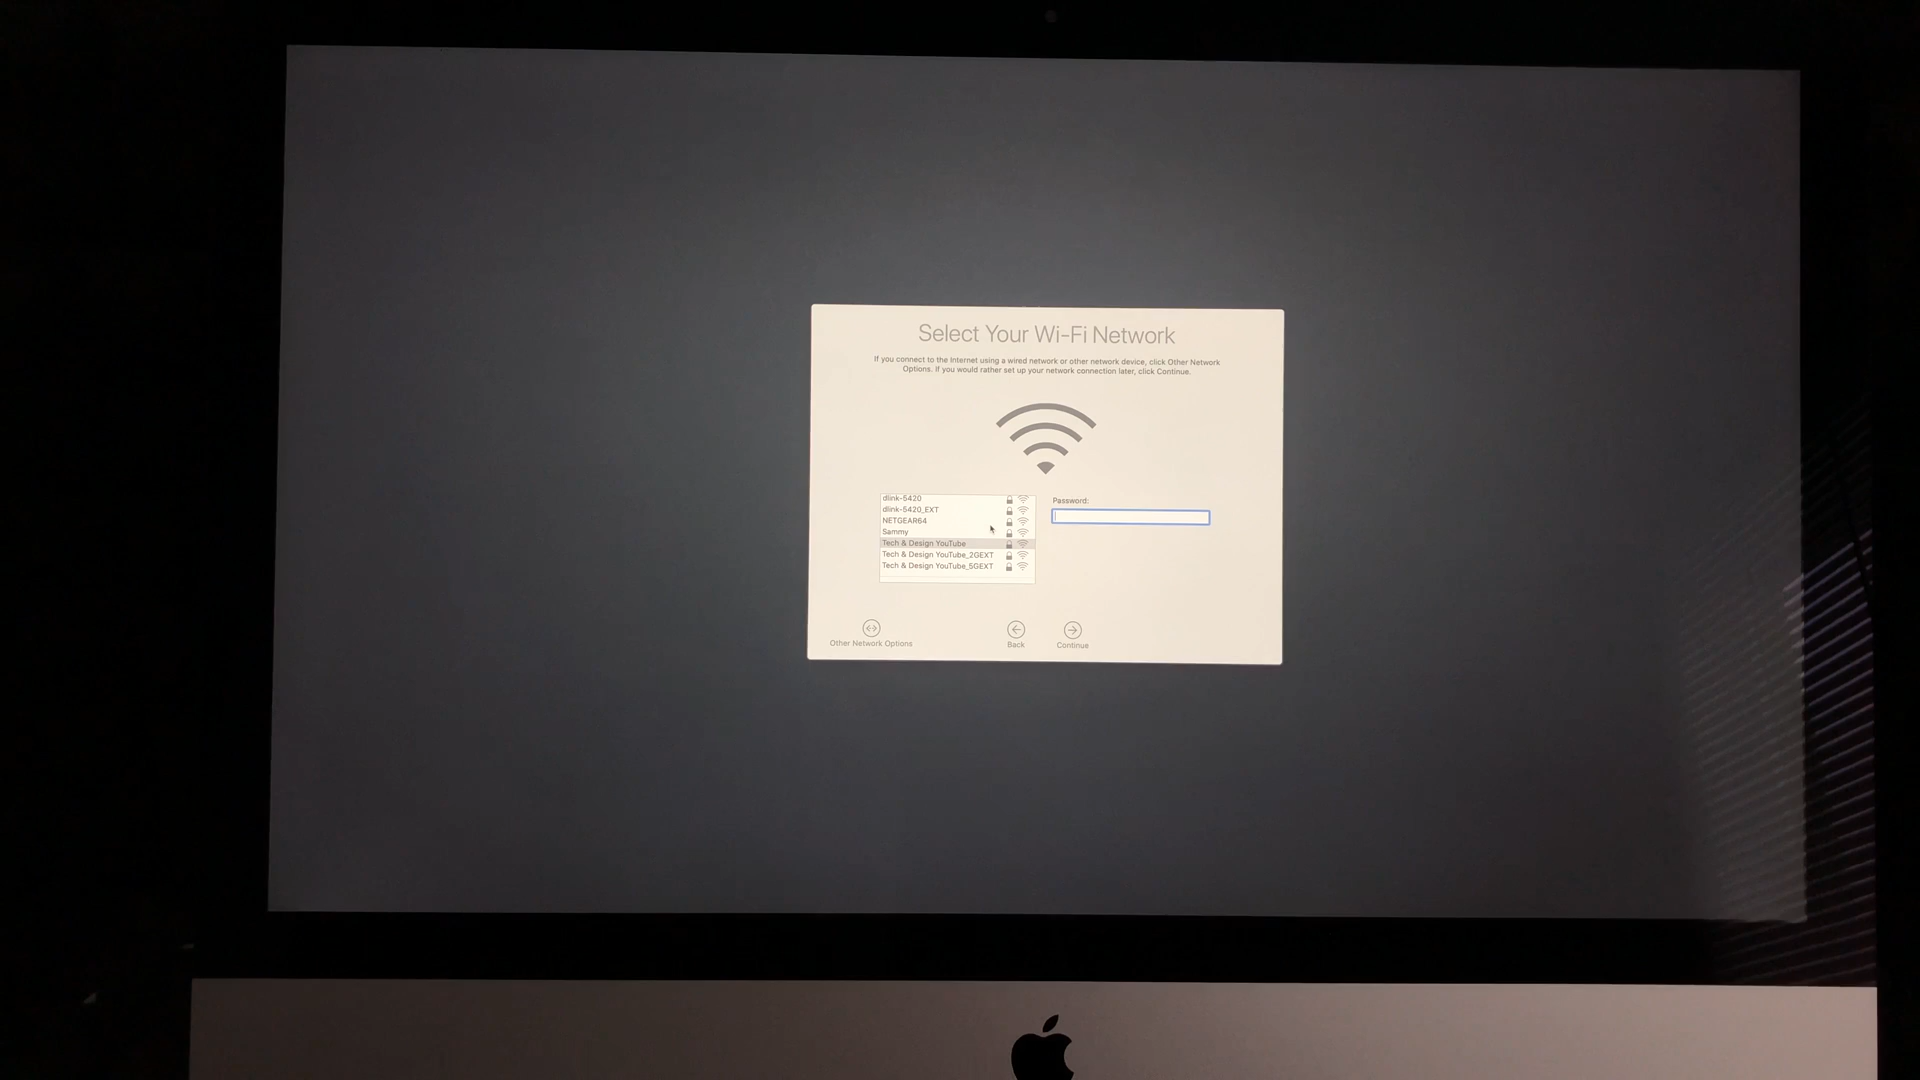 Select Your Wi-Fi Network
If you connect to the Internet using a wired network or other network device, click Other Network
Options. If you would rather set up your network connection later, click Continue.
dlink-5420
dlink-5420_EXT
NETGEAR64
Sammy
Tech & Design YouTube
Tech & Design YouTube_2GEXT
Tech & Design YouTube_5GEXT
Password:
Other Network Options
Back
Continue